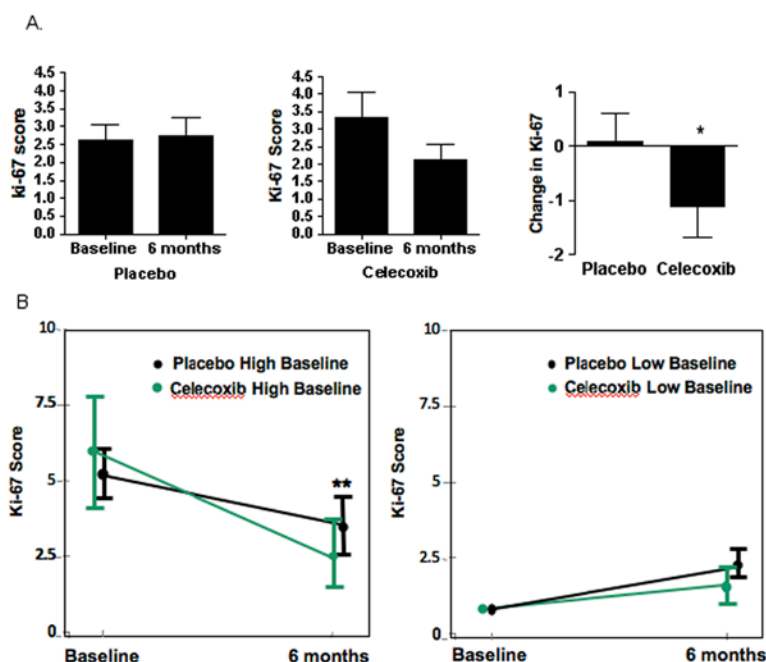 A.
4.5
4.0
3.5
3.0
2.5
2.0
1.5
1.0
0.5
0.0
ki-67 score
Baseline 6 months
Placebo
4.5
4.0
3.5
3.0
2.5
2.0
1.5
1.0
0.5
0.0
Ki-67 Score
Baseline 6 months
Celecoxib
1
0
-1
-2
Change in Ki-67
*
Placebo Celecoxib
B
10
7.5
5
2.5
0
Ki-67 Score
Placebo High Baseline
Celecoxib High Baseline
**
Baseline 6 months
10
7.5
5
2.5
0
Ki-67 Score
Placebo Low Baseline
Celecoxib Low Baseline
Baseline 6 months